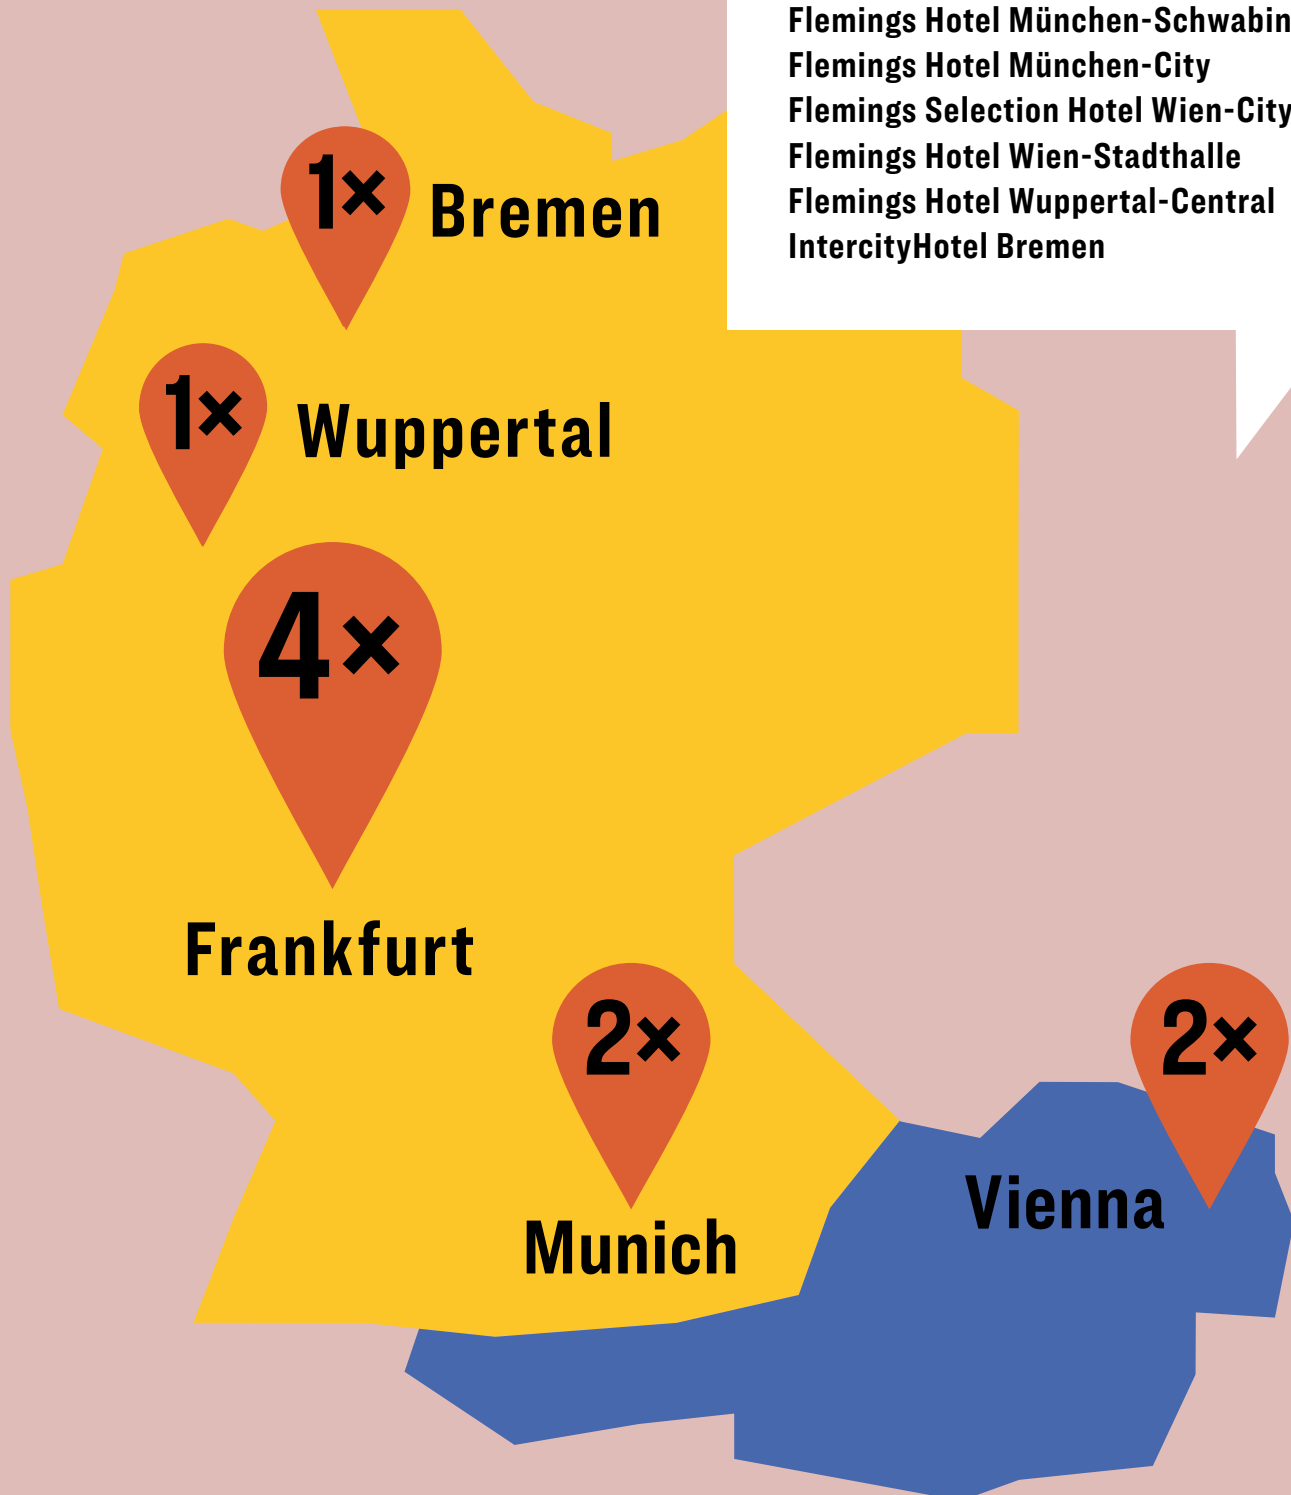 Flemings Hotel München-Schwabin
Flemings Hotel München-City
Flemings Selection Hotel Wien-City
Flemings Hotel Wien-Stadthalle
Flemings Hotel Wuppertal-Central
IntercityHotel Bremen
1×
Bremen
1×
Wuppertal
4×
Frankfurt
2×
Munich
2×
Vienna